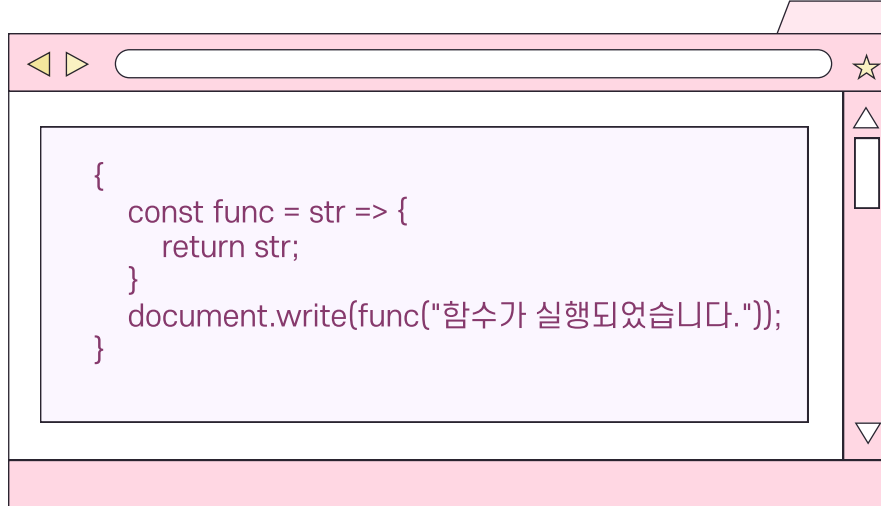 {
const func = str => {
return str;
}
document.write(func("함수가 실행되었습니다."));
}